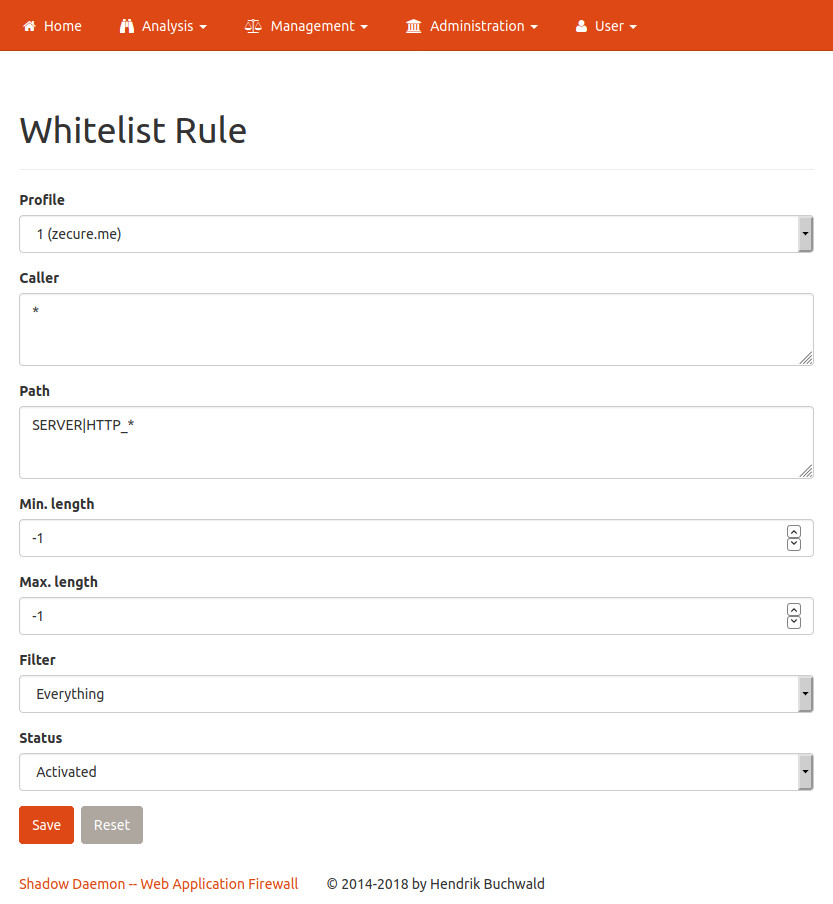 Home Analysis Management Administration User
Whitelist Rule
Profile
1 (zecure.me)
Caller
*
Path
SERVER|HTTP_*
Min. length
-1
Max. length
-1
Filter
Everything
Status
Activated
Save Reset
Shadow Daemon -- Web Application Firewall © 2014-2018 by Hendrik Buchwald